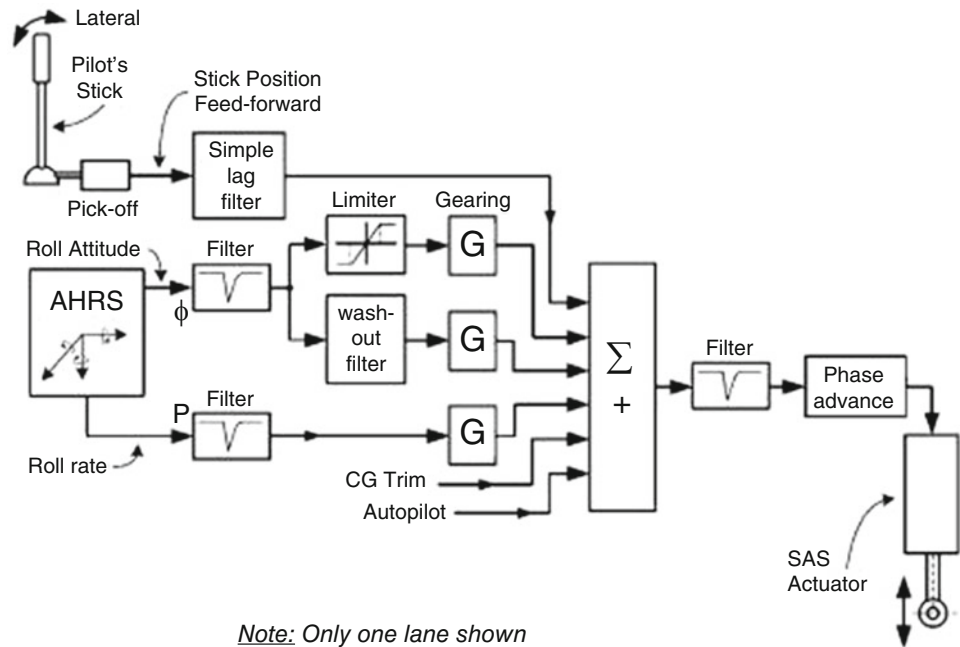 Lateral
Pilot's
Stick
Stick Position
Feed-forward
Simple
lag
filter
Pick-off
Limiter
Gearing
Roll Attitude
Filter
G
AHRS
ϕ
wash-
out
filter
G
Σ
+
Filter
Phase
advance
P
Filter
G
Roll rate
CG Trim
Autopilot
SAS
Actuator
Note: Only one lane shown